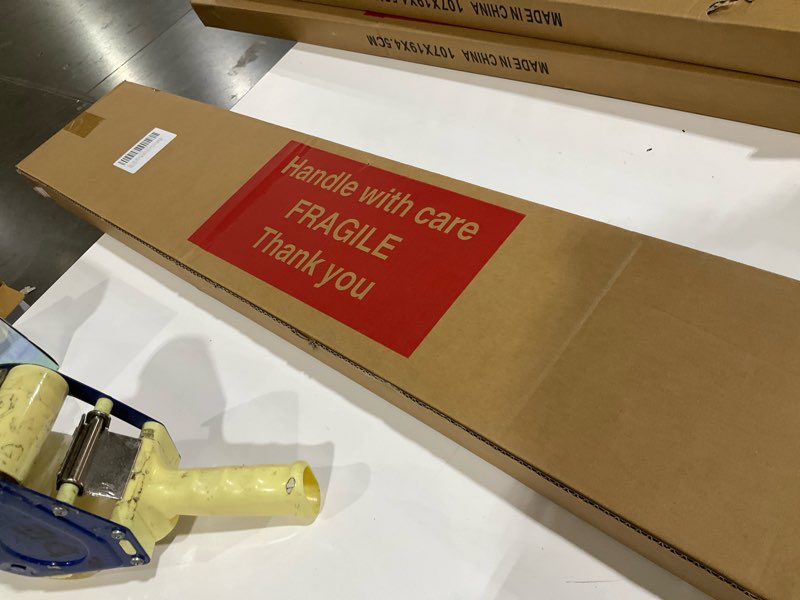 MADE IN CHINA 107X19X4.5CM
MADE IN CHINA 107X19X4.5CM
Handle with care
FRAGILE
Thank you